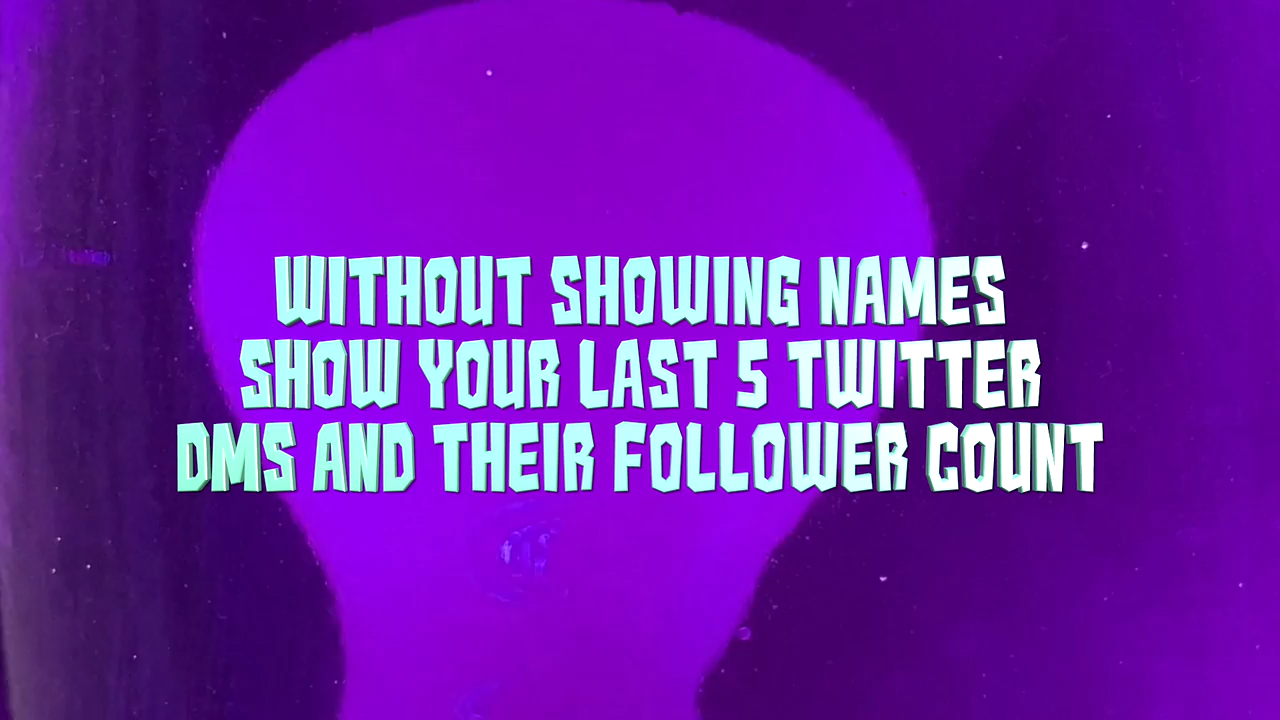 WITHOUT SHOWING NAMES
SHOW YOUR LAST 5 TWITTER
DMS AND THEIR FOLLOWER COUNT